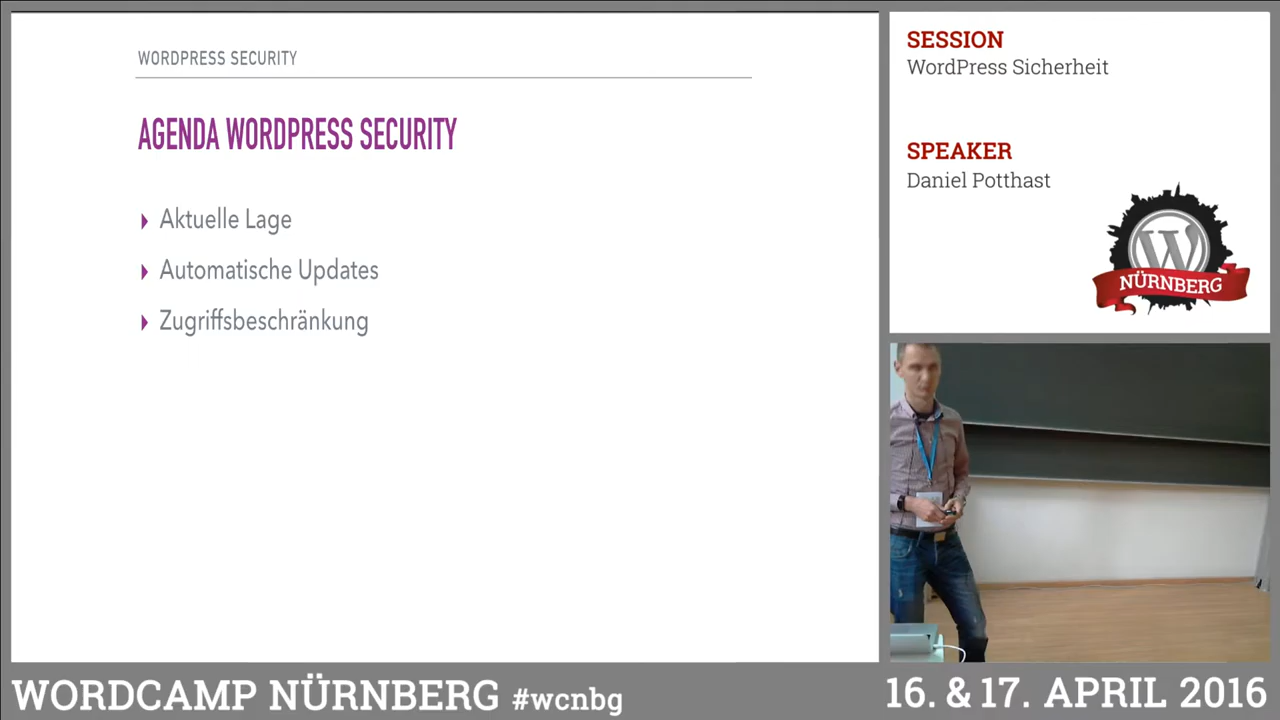 WORDPRESS SECURITY
AGENDA WORDPRESS SECURITY
Aktuelle Lage
Automatische Updates
Zugriffsbeschränkung
SESSION
WordPress Sicherheit
SPEAKER
Daniel Potthast
W
NÜRNBERG
WORDCAMP NÜRNBERG #wcnbg
16. & 17. APRIL 2016